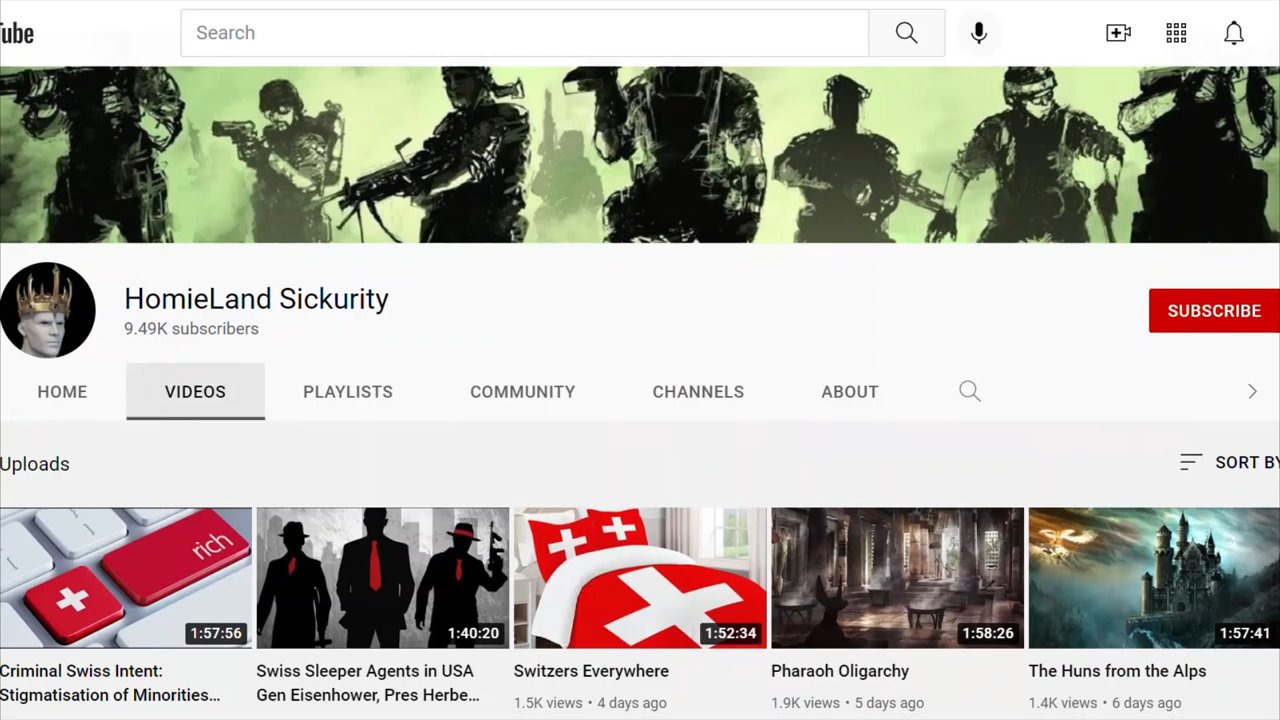 Tube
Search
HomieLand Sickurity
9.49K subscribers
SUBSCRIBE
HOME
VIDEOS
PLAYLISTS
COMMUNITY
CHANNELS
ABOUT
Uploads
SORT BY
rich
1:57:56
1:40:20
1:52:34
1:58:26
1:57:41
Criminal Swiss Intent:
Stigmatisation of Minorities...
Swiss Sleeper Agents in USA
Gen Eisenhower, Pres Herbe...
Switzers Everywhere
1.5K views • 4 days ago
Pharaoh Oligarchy
1.9K views • 5 days ago
The Huns from the Alps
1.4K views • 6 days ago